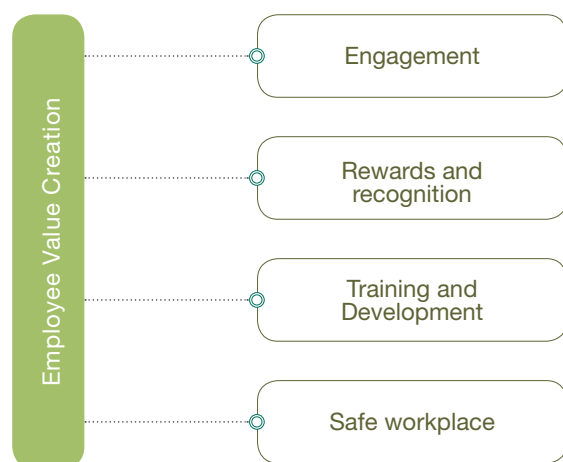 Employee Value Creation
Engagement
Rewards and
recognition
Training and
Development
Safe workplace